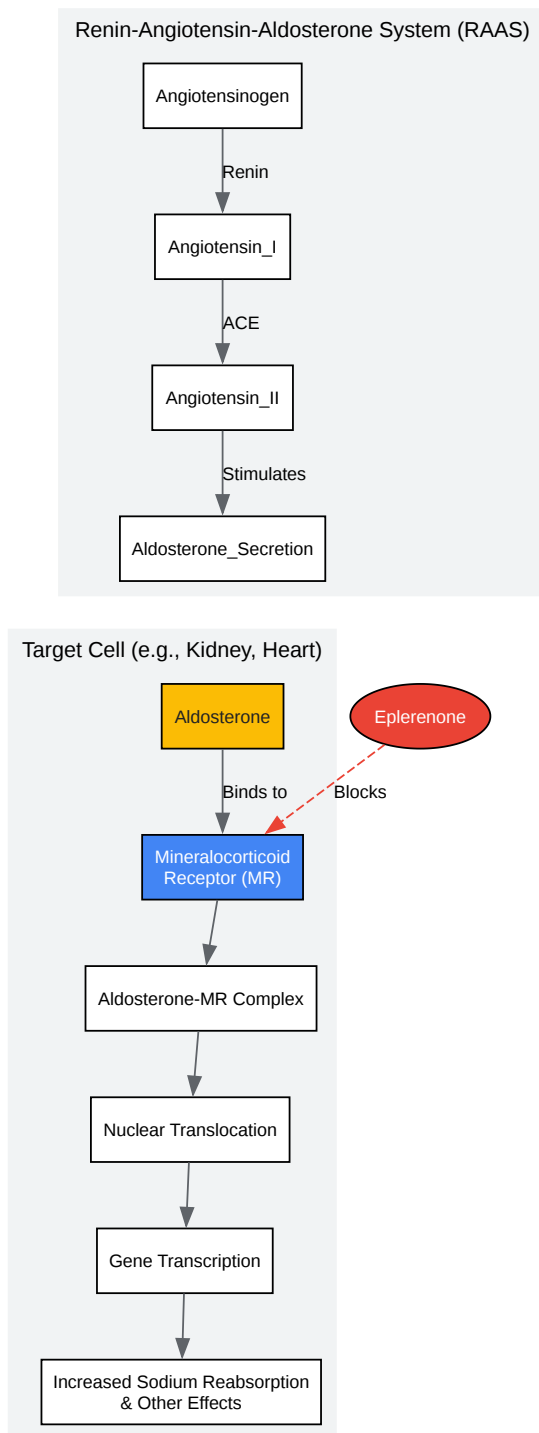 Renin-Angiotensin-Aldosterone System (RAAS)
Angiotensinogen
Renin
Angiotensin_I
ACE
Angiotensin_II
Stimulates
Aldosterone_Secretion
Target Cell (e.g., Kidney, Heart)
Aldosterone
Eplerenone
Binds to
Blocks
Mineralocorticoid
Receptor (MR)
Aldosterone-MR Complex
Nuclear Translocation
Gene Transcription
Increased Sodium Reabsorption
& Other Effects